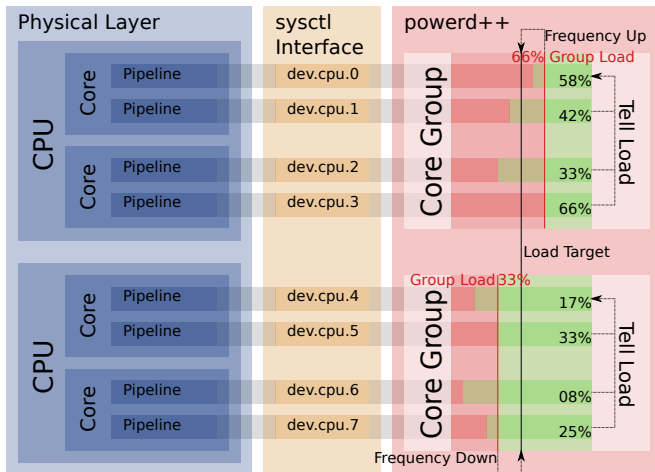 Physical Layer
sysctl
Interface
powerd++
Frequency Up
66% Group Load
CPU
Core
Pipeline
dev.cpu.0
58%
Pipeline
dev.cpu.1
42%
Core
Pipeline
dev.cpu.2
33%
Pipeline
dev.cpu.3
66%
Core Group
Tell Load
Load Target
Group Load 33%
CPU
Core
Pipeline
dev.cpu.4
17%
Pipeline
dev.cpu.5
33%
Core
Pipeline
dev.cpu.6
08%
Pipeline
dev.cpu.7
25%
Core Group
Tell Load
Frequency Down